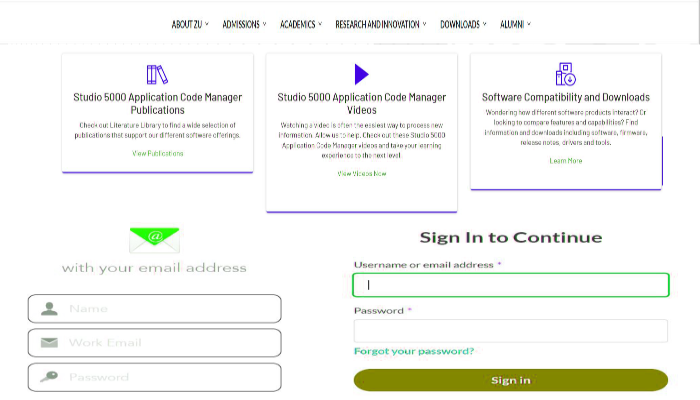 ABOUT ZU ADMISSIONS ACADEMICS RESEARCH AND INNOVATION DOWNLOADS ALUMNI
Studio 5000 Application Code Manager
Publications
Check out Literature Library to find a wide selection of
publications that support our different software offerings.
View Publications
Studio 5000 Application Code Manager
Videos
Watching a video is often the easiest way to process new
information. Allow us to help. Check out these Studio 5000
Application Code Manager videos and take your learning
experience to the next level.
View Videos Now
Software Compatibility and Downloads
Wondering how different software products interact? Or
looking to compare features and capabilities? Find
information and downloads including software, firmware,
release notes, drivers and tools.
Learn More
@
with your email address
Name
Work Email
Password
Sign In to Continue
Username or email address *
Password *
Forgot your password?
Sign in